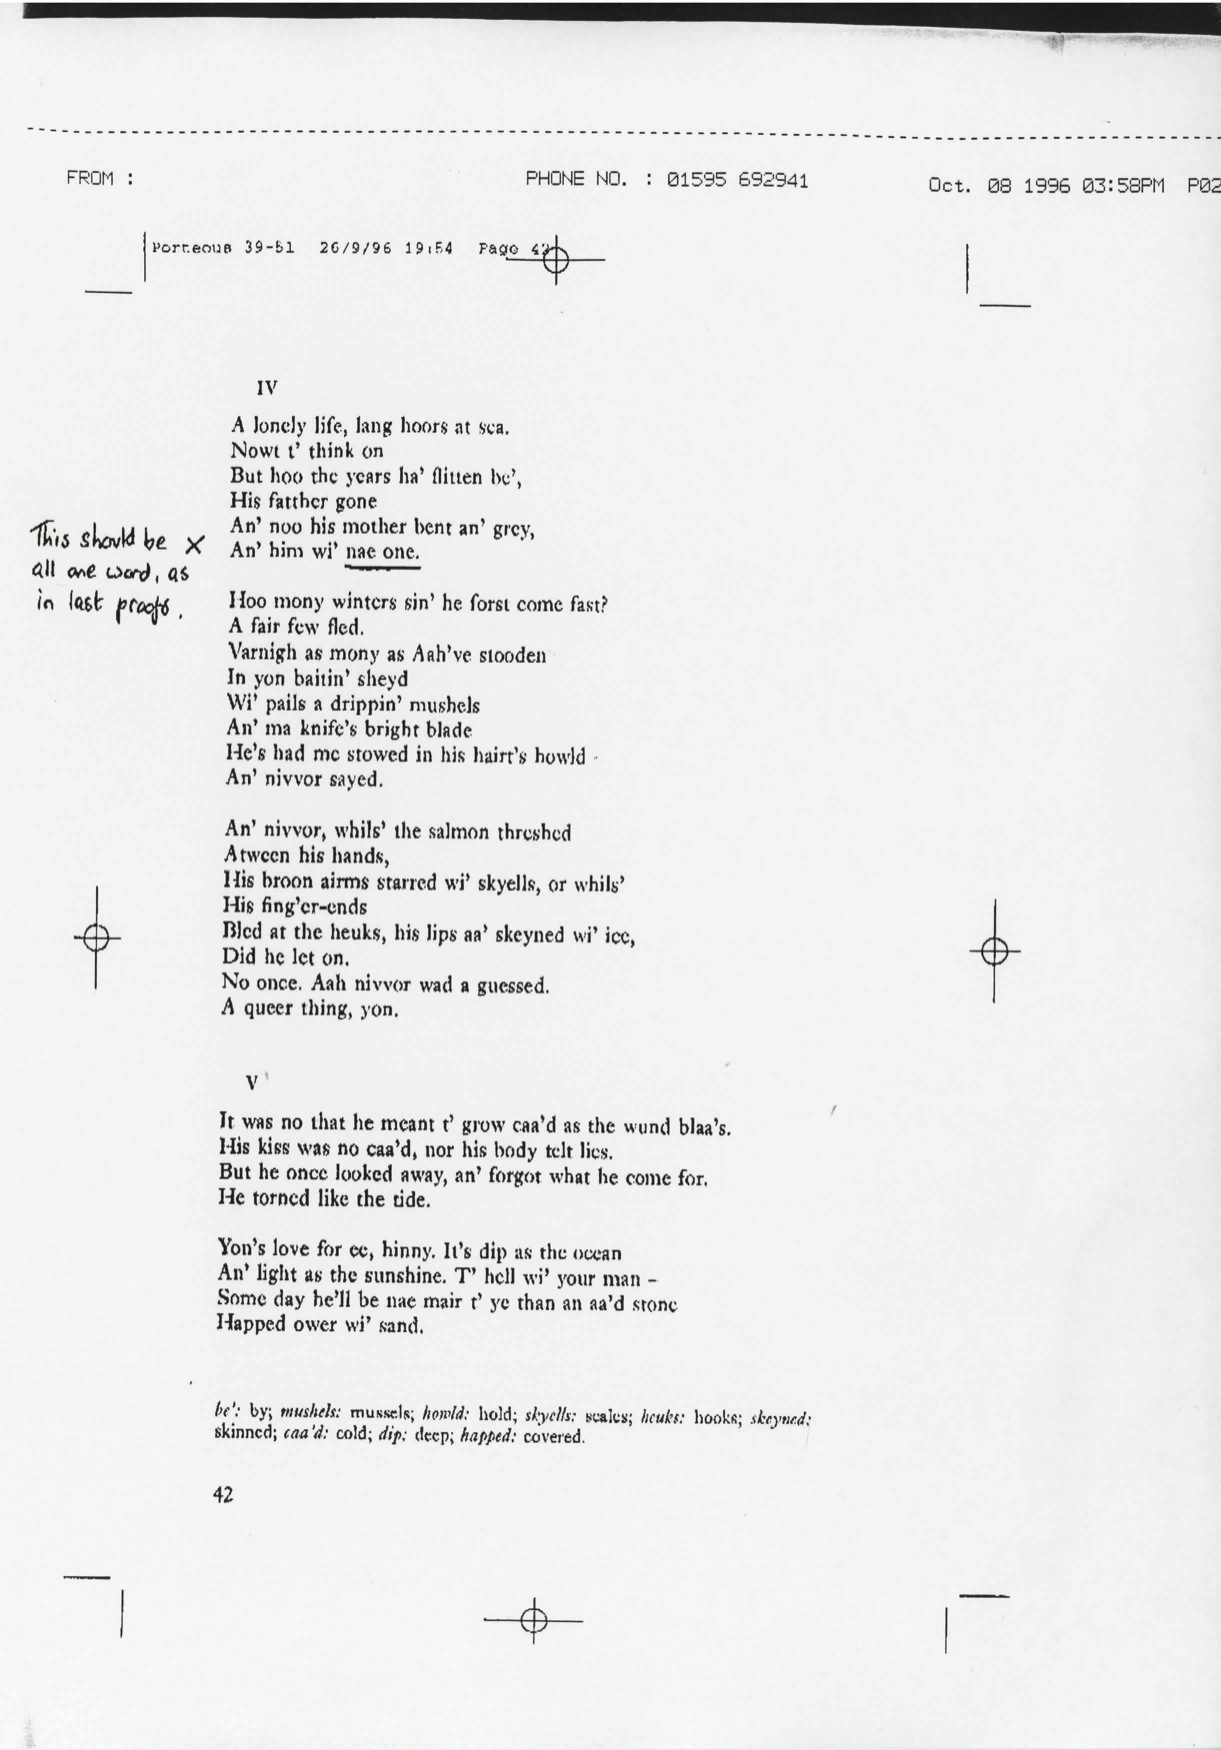 FROM :
PHONE NO. : 01595 692941
Oct. 08 1996 03:58PM P02
Porteous 39-51 26/9/96 19:54 Page 42
IV
A lonely life, lang hoors at sea.
Nowt t' think on
But hoo the years ha' flitten be',
His fatther gone
An' noo his mother bent an' grey,
An' him wi' nae one.
This should be X
all one word, as
in last proofs.
Hoo mony winters sin' he forst come fast?
A fair few fled.
Varnigh as mony as Aah've stooden
In yon baitin' sheyd
Wi' pails a drippin' mushels
An' ma knife's bright blade
He's had me stowed in his hairt's howld -
An' nivvor sayed.
An' nivvor, whils' the salmon threshed
Atween his hands,
His broon airms starred wi' skyells, or whils'
His fing'er-ends
Bled at the heuks, his lips aa' skeyned wi' ice,
Did he let on.
No once. Aah nivvor wad a guessed.
A queer thing, yon.
V
It was no that he meant t' grow caa'd as the wund blaa's.
His kiss was no caa'd, nor his body telt lies.
But he once looked away, an' forgot what he come for.
He torned like the tide.
Yon's love for ee, hinny. It's dip as the ocean
An' light as the sunshine. T' hell wi' your man –
Some day he'll be nae mair t' ye than an aa'd stone
Happed ower wi' sand.
be': by; mushels: mussels; howld: hold; skyells: scales; heuks: hooks; skeyned:
skinned; caa'd: cold; dip: deep; happed: covered.
42